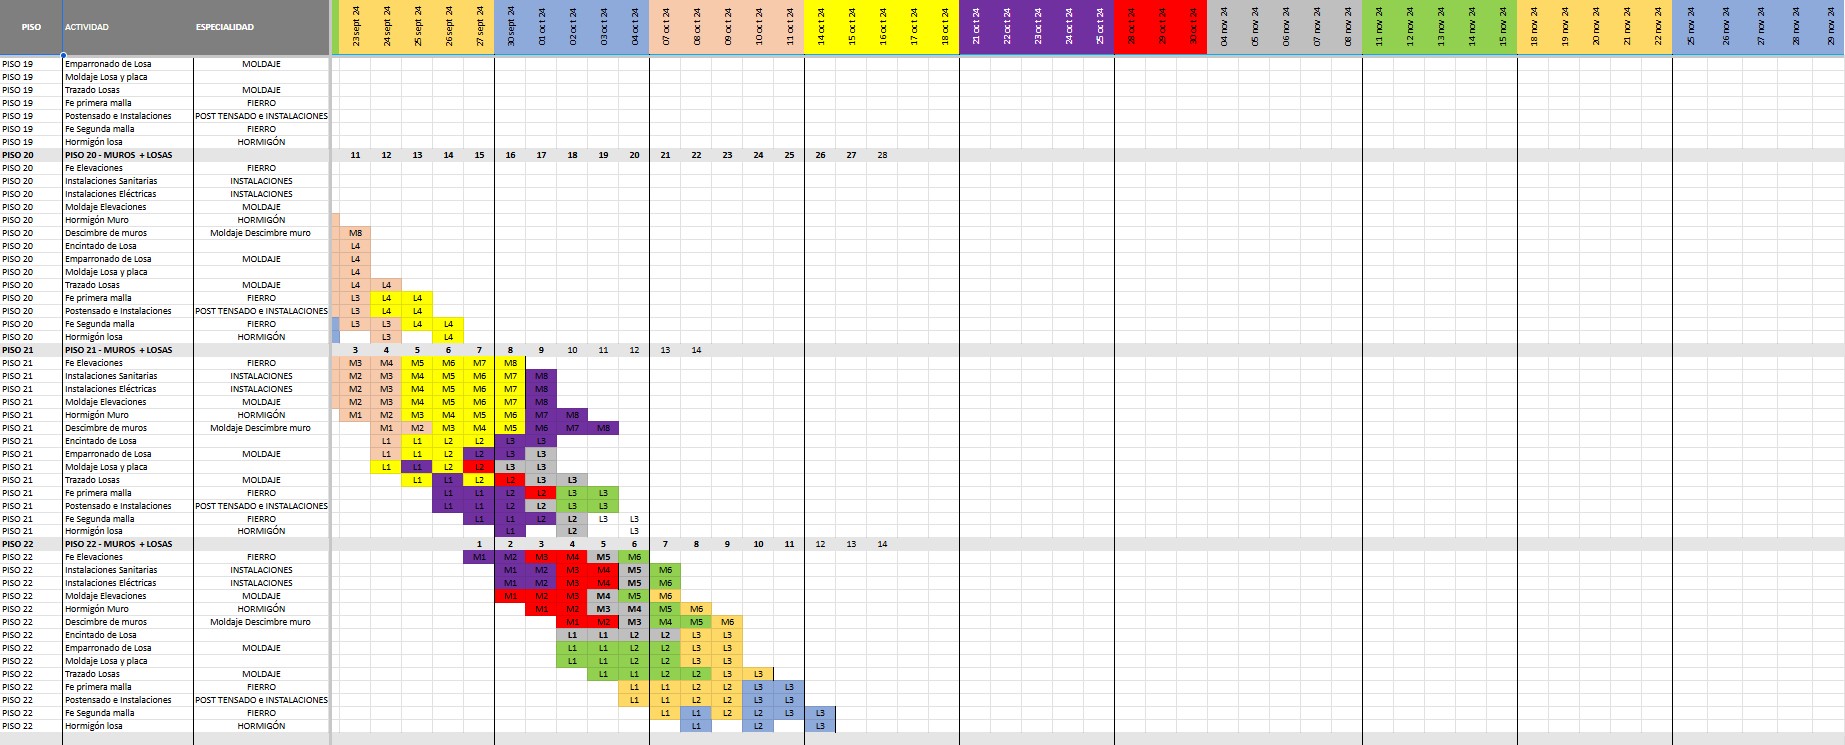 PISO ACTIVIDAD ESPECIALIDAD 23 sept 24 24 sept 24 25 sept 24 26 sept 24 27 sept 24 30 sept 24 01 oct 24 02 oct 24 03 oct 24 04 oct 24 07 oct 24 08 oct 24 09 oct 24 10 oct 24 11 oct 24 14 oct 24 15 oct 24 16 oct 24 17 oct 24 18 oct 24 21 oct 24 22 oct 24 23 oct 24 24 oct 24 25 oct 24 28 oct 24 29 oct 24 30 oct 24 04 nov 24 05 nov 24 06 nov 24 07 nov 24 08 nov 24 11 nov 24 12 nov 24 13 nov 24 14 nov 24 15 nov 24 18 nov 24 19 nov 24 20 nov 24 21 nov 24 22 nov 24 25 nov 24 26 nov 24 27 nov 24 28 nov 24 29 nov 24
PISO 19 Emparronado de Losa MOLDAJE
PISO 19 Moldaje Losa y placa
PISO 19 Trazado Losas MOLDAJE
PISO 19 Fe primera malla FIERRO
PISO 19 Postensado e Instalaciones POST TENSADO e INSTALACIONES
PISO 19 Fe Segunda malla FIERRO
PISO 19 Hormigón losa HORMIGÓN
PISO 20 PISO 20 - MUROS + LOSAS 11 12 13 14 15 16 17 18 19 20 21 22 23 24 25 26 27 28
PISO 20 Fe Elevaciones FIERRO
PISO 20 Instalaciones Sanitarias INSTALACIONES
PISO 20 Instalaciones Eléctricas INSTALACIONES
PISO 20 Moldaje Elevaciones MOLDAJE
PISO 20 Hormigón Muro HORMIGÓN
PISO 20 Descimbre de muros Moldaje Descimbre muro M8
PISO 20 Encintado de Losa L4
PISO 20 Emparronado de Losa MOLDAJE L4
PISO 20 Moldaje Losa y placa L4
PISO 20 Trazado Losas MOLDAJE L4 L4
PISO 20 Fe primera malla FIERRO L3 L4 L4
PISO 20 Postensado e Instalaciones POST TENSADO e INSTALACIONES L3 L4 L4
PISO 20 Fe Segunda malla FIERRO L3 L3 L4 L4
PISO 20 Hormigón losa HORMIGÓN L3 L4
PISO 21 PISO 21 - MUROS + LOSAS 3 4 5 6 7 8 9 10 11 12 13 14
PISO 21 Fe Elevaciones FIERRO M3 M4 M5 M6 M7 M8
PISO 21 Instalaciones Sanitarias INSTALACIONES M2 M3 M4 M5 M6 M7 M8
PISO 21 Instalaciones Eléctricas INSTALACIONES M2 M3 M4 M5 M6 M7 M8
PISO 21 Moldaje Elevaciones MOLDAJE M2 M3 M4 M5 M6 M7 M8
PISO 21 Hormigón Muro HORMIGÓN M1 M2 M3 M4 M5 M6 M7 M8
PISO 21 Descimbre de muros Moldaje Descimbre muro M1 M2 M3 M4 M5 M6 M7 M8
PISO 21 Encintado de Losa L1 L1 L2 L2 L3 L3
PISO 21 Emparronado de Losa MOLDAJE L1 L1 L2 L2 L3 L3
PISO 21 Moldaje Losa y placa L1 L1 L2 L2 L3 L3
PISO 21 Trazado Losas MOLDAJE L1 L1 L2 L2 L3 L3
PISO 21 Fe primera malla FIERRO L1 L1 L2 L2 L3 L3
PISO 21 Postensado e Instalaciones POST TENSADO e INSTALACIONES L1 L1 L2 L2 L3 L3
PISO 21 Fe Segunda malla FIERRO L1 L1 L2 L2 L3 L3
PISO 21 Hormigón losa HORMIGÓN L1 L2 L3
PISO 22 PISO 22 - MUROS + LOSAS 1 2 3 4 5 6 7 8 9 10 11 12 13 14
PISO 22 Fe Elevaciones FIERRO M1 M2 M3 M4 M5 M6
PISO 22 Instalaciones Sanitarias INSTALACIONES M1 M2 M3 M4 M5 M6
PISO 22 Instalaciones Eléctricas INSTALACIONES M1 M2 M3 M4 M5 M6
PISO 22 Moldaje Elevaciones MOLDAJE M1 M2 M3 M4 M5 M6
PISO 22 Hormigón Muro HORMIGÓN M1 M2 M3 M4 M5 M6
PISO 22 Descimbre de muros Moldaje Descimbre muro M1 M2 M3 M4 M5 M6
PISO 22 Encintado de Losa L1 L1 L2 L2 L3 L3
PISO 22 Emparronado de Losa MOLDAJE L1 L1 L2 L2 L3 L3
PISO 22 Moldaje Losa y placa L1 L1 L2 L2 L3 L3
PISO 22 Trazado Losas MOLDAJE L1 L1 L2 L2 L3 L3
PISO 22 Fe primera malla FIERRO L1 L1 L2 L2 L3 L3
PISO 22 Postensado e Instalaciones POST TENSADO e INSTALACIONES L1 L1 L2 L2 L3 L3
PISO 22 Fe Segunda malla FIERRO L1 L1 L2 L2 L3 L3
PISO 22 Hormigón losa HORMIGÓN L1 L2 L3